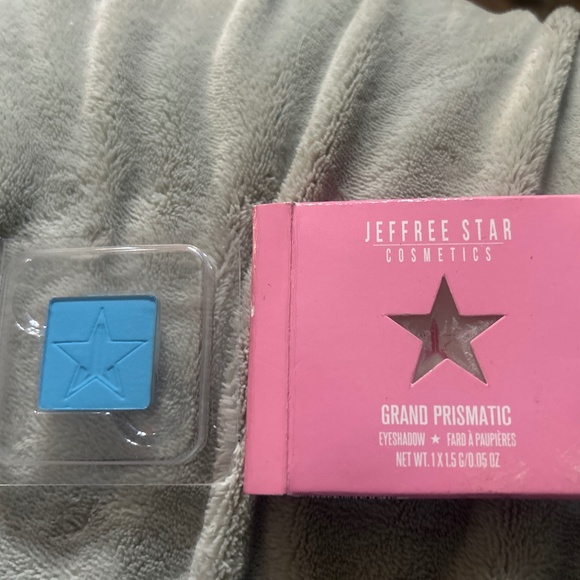 JEFFREE STAR
COSMETICS
GRAND PRISMATIC
EYESHADOW ★ FARD À PAUPIÈRES
NET WT. 1 X 1.5 G/0.05 OZ